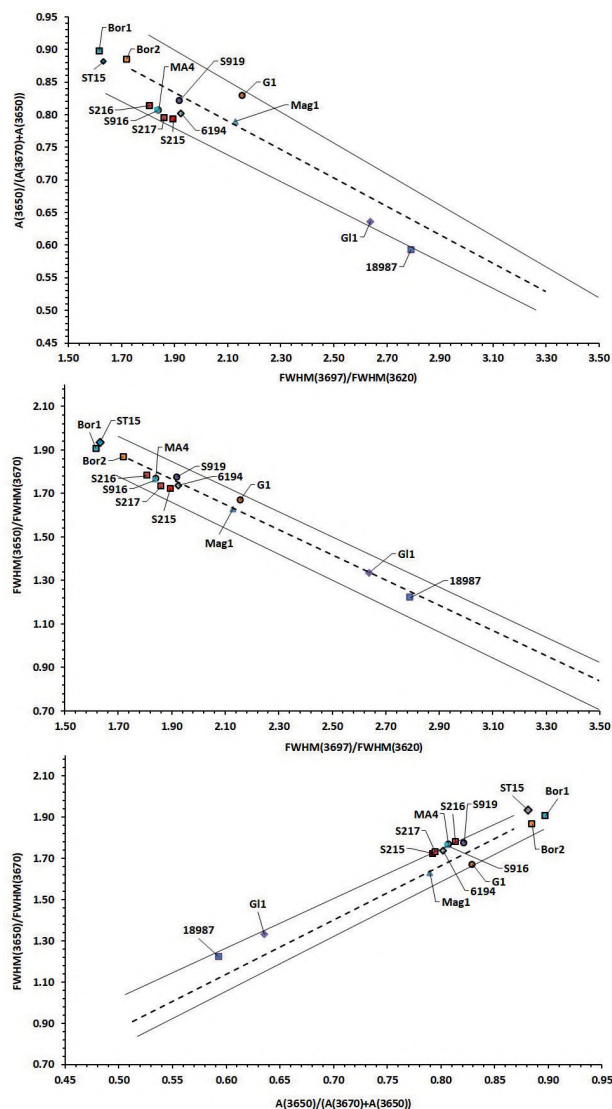 A(3650)/(A(3670)+A(3650))
0.95
0.90
0.85
0.80
0.75
0.70
0.65
0.60
0.55
0.50
0.45
Bor1
Bor2
ST15
MA4
S919
G1
S216
S916
S217
S215
6194
Mag1
Gl1
18987
1.50 1.70 1.90 2.10 2.30 2.50 2.70 2.90 3.10 3.30 3.50
FWHM(3697)/FWHM(3620)
FWHM(3650)/FWHM(3670)
2.10
1.90
1.70
1.50
1.30
1.10
0.90
0.70
Bor1
ST15
MA4
Bor2
S919
S216
S916
6194
S217
S215
G1
Mag1
Gl1
18987
1.50 1.70 1.90 2.10 2.30 2.50 2.70 2.90 3.10 3.30 3.50
FWHM(3697)/FWHM(3620)
FWHM(3650)/FWHM(3670)
2.10
1.90
1.70
1.50
1.30
1.10
0.90
0.70
ST15
Bor1
S216
S919
MA4
S217
Bor2
S215
S916
G1
6194
Mag1
Gl1
18987
0.45 0.50 0.55 0.60 0.65 0.70 0.75 0.80 0.85 0.90 0.95
A(3650)/(A(3670)+A(3650))